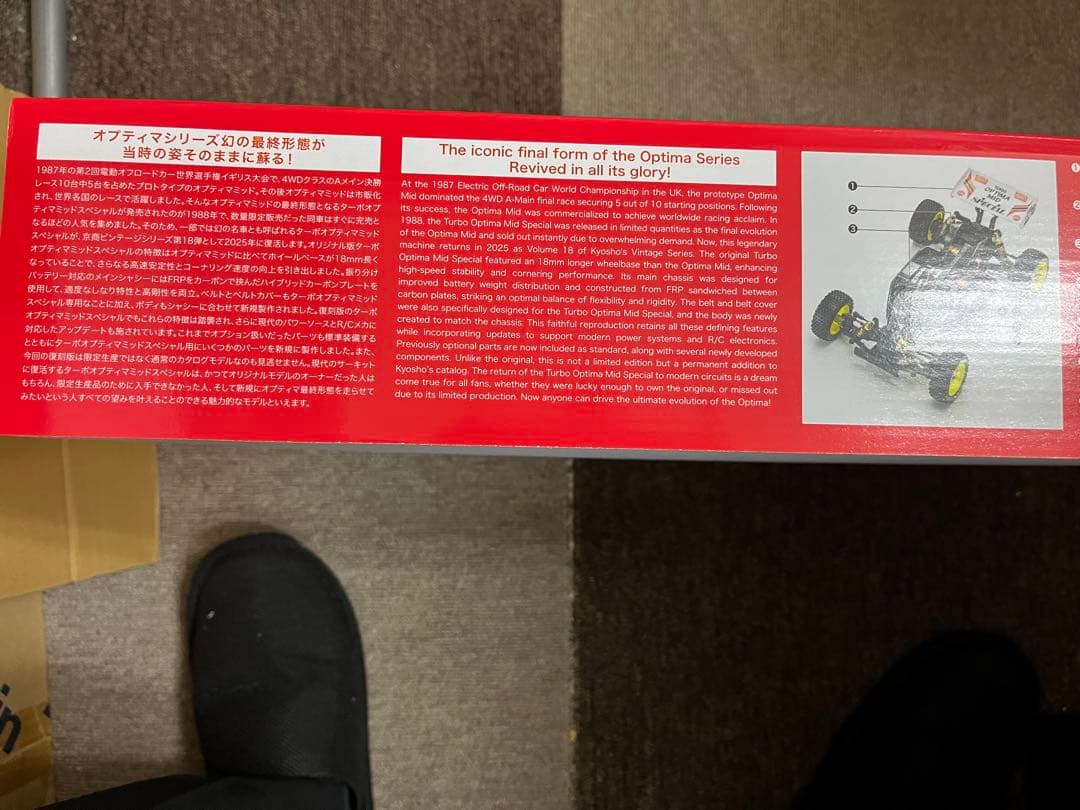 オプティマシリーズ幻の最終形態が
当時の姿そのままに蘇る!
1987年の第2回電動オフロードカー世界選手権イギリス大会で、4WDクラスのAメイン決勝
レース10台中5台を占めたプロトタイプのオプティマミッド。その後オプティマミッドは市販化
され、世界各国のレースで活躍しました。そんなオプティマミッドの最終形態となるターボオプ
ティマミッドスペシャルが発売されたのが1988年で、数量限定販売だった同車はすぐに完売と
なるほどの人気を集めました。そのため、一部では幻の名車とも呼ばれるターボオプティマミッド
スペシャルが、京商ビンテージシリーズ第18弾として2025年に復活します。オリジナル版ターボ
オプティマミッドスペシャルの特徴はオプティマミッドに比べてホイールベースが18mm長く
なっていることで、さらなる高速安定性とコーナリング速度の向上を引き出しました。振り分け
バッテリー対応のメインシャシーにはFRPをカーボンで挟んだハイブリッドカーボンプレートを
使用して、適度なしなり特性と高剛性を両立。ベルトとベルトカバーもターボオプティマミッド
スペシャル専用なことに加え、ボディもシャシーに合わせて新規製作されました。復刻版のターボ
オプティマミッドスペシャルでもこれらの特徴は踏襲され、さらに現代のパワーソースとR/Cメカに
対応したアップデートも施されています。これまでオプション扱いだったパーツも標準装備する
とともにターボオプティマミッドスペシャル用にいくつかのパーツを新規に製作しました。また、
今回の復刻版は限定生産ではなく通常のカタログモデルなのも見逃せません。現代のサーキット
に復活するターボオプティマミッドスペシャルは、かつてオリジナルモデルのオーナーだった人は
もちろん、限定生産品のために入手できなかった人、そして新規にオプティマ最終形態を走らせて
みたいという人すべての望みを叶えることのできる魅力的なモデルといえます。
The iconic final form of the Optima Series
Revived in all its glory!
At the 1987 Electric Off-Road Car World Championship in the UK, the prototype Optima
Mid dominated the 4WD A-Main final race securing 5 out of 10 starting positions. Following
its success, the Optima Mid was commercialized to achieve worldwide racing acclaim. In
1988, the Turbo Optima Mid Special was released in limited quantities as the final evolution
of the Optima Mid and sold out instantly due to overwhelming demand. Now, this legendary
machine returns in 2025 as Volume 18 of Kyosho's Vintage Series. The original Turbo
Optima Mid Special featured an 18mm longer wheelbase than the Optima Mid, enhancing
high-speed stability and cornering performance. Its main chassis was designed for
improved battery weight distribution and constructed from FRP sandwiched between
carbon plates, striking an optimal balance of flexibility and rigidity. The belt and belt cover
were also specifically designed for the Turbo Optima Mid Special, and the body was newly
created to match the chassis. This faithful reproduction retains all these defining features
while incorporating updates to support modern power systems and R/C electronics.
Previously optional parts are now included as standard, along with several newly developed
components. Unlike the original, this is not a limited edition but a permanent addition to
Kyosho's catalog. The return of the Turbo Optima Mid Special to modern circuits is a dream
come true for all fans, whether they were lucky enough to own the original, or missed out
due to its limited production. Now anyone can drive the ultimate evolution of the Optima!
❶
❷
❸
TURBO
OPTIMA
MID
SPECIAL
in